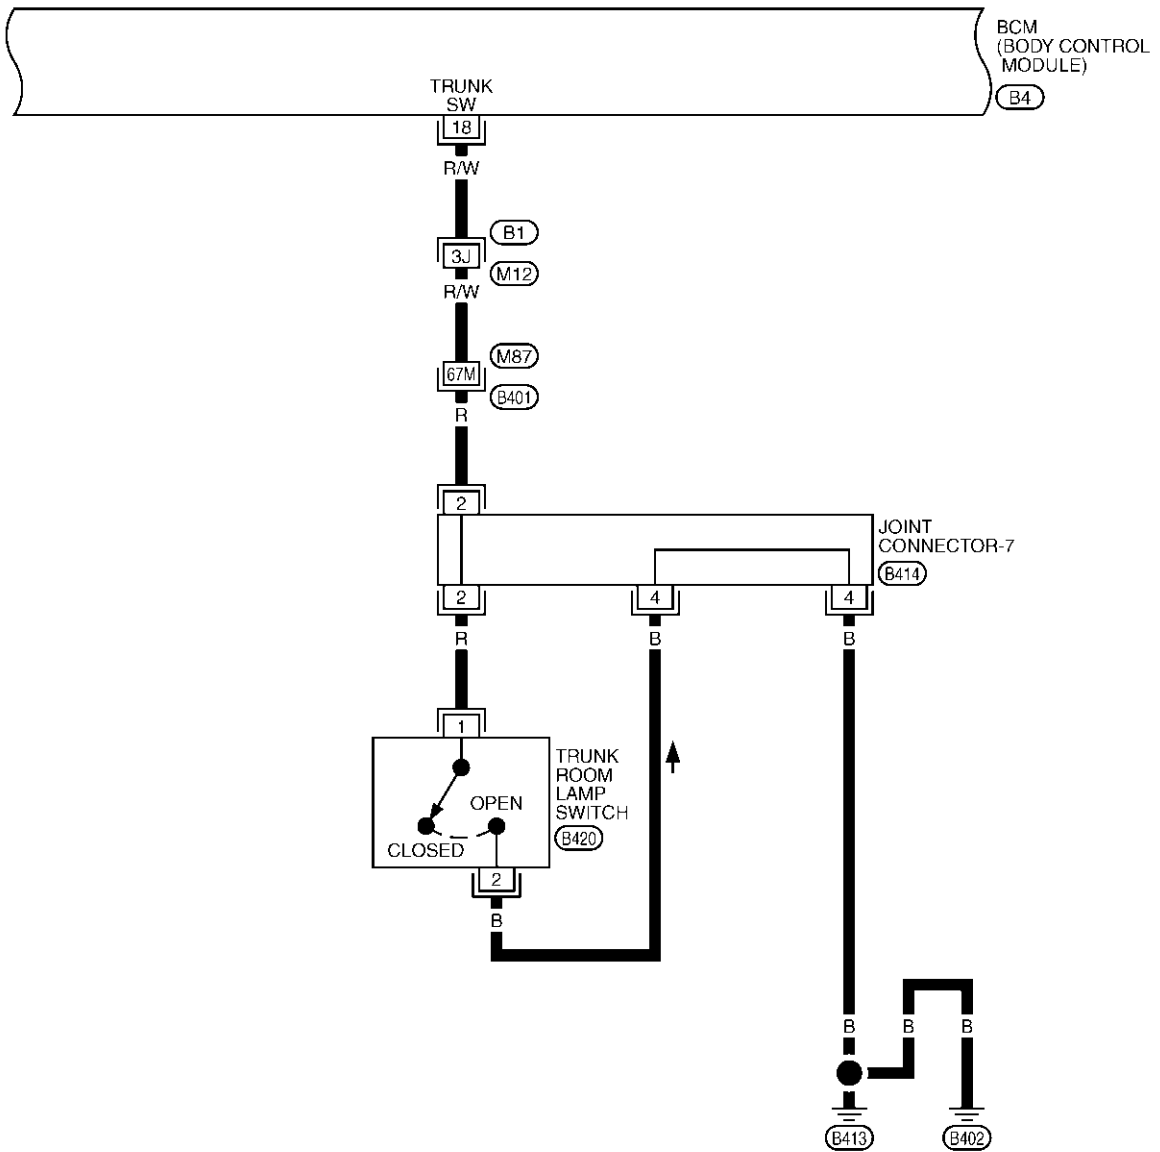 BCM
(BODY CONTROL
MODULE)
B4
TRUNK
SW
18
R/W
B1
3J
M12
R/W
M87
67M
B401
R
2
JOINT
CONNECTOR-7
B414
2
4
4
R
B
B
1
TRUNK
ROOM
LAMP
SWITCH
B420
OPEN
CLOSED
2
B
B
B
B
B413
B402